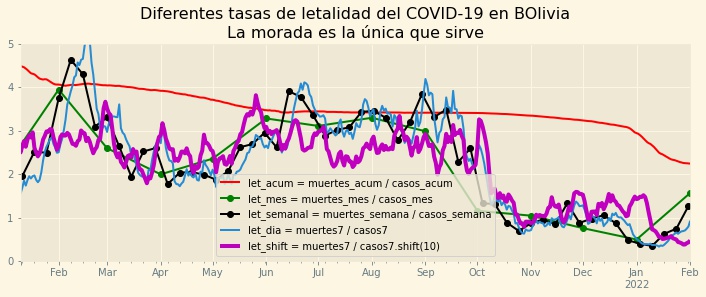 Diferentes tasas de letalidad del COVID-19 en BOlivia
La morada es la única que sirve
5
4
3
2
1
0
let_acum = muertes_acum / casos_acum
let_mes = muertes_mes / casos_mes
let_semanal = muertes_semana / casos_semana
let_dia = muertes7 / casos7
let_shift = muertes7 / casos7.shift(10)
Feb Mar Apr May Jun Jul Aug Sep Oct Nov Dec Jan Feb
2022